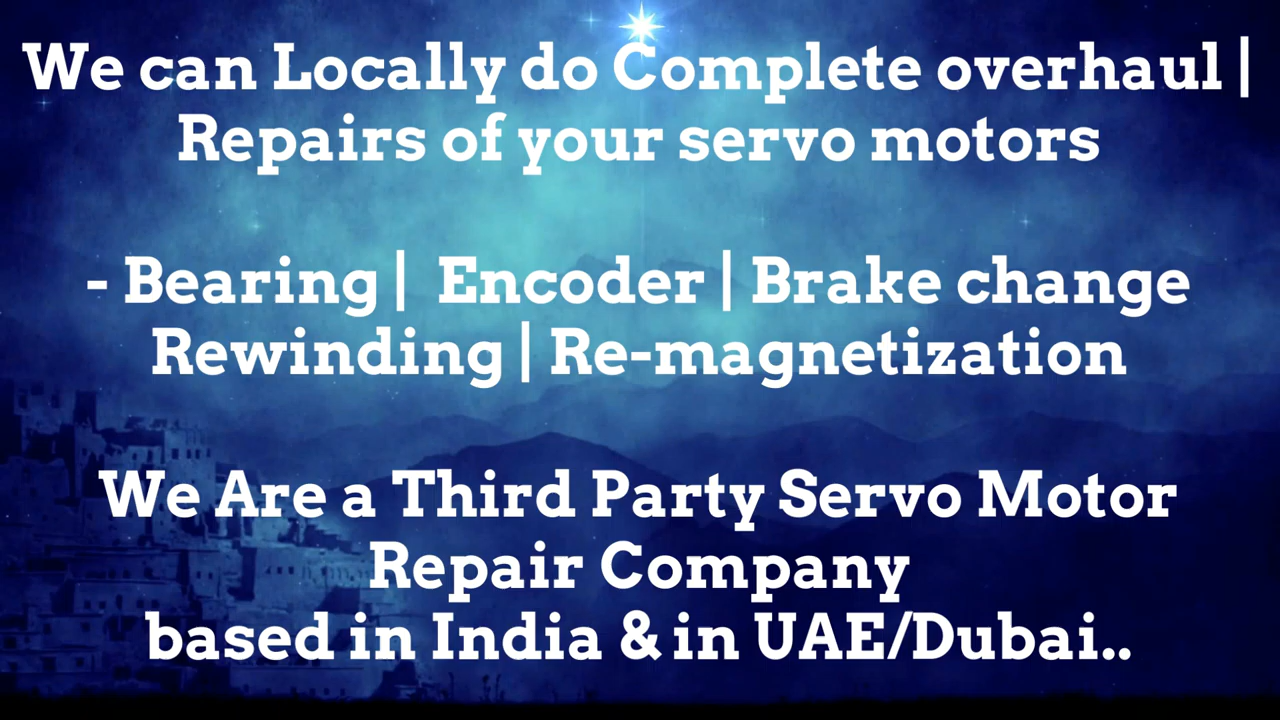 We can Locally do Complete overhaul |
Repairs of your servo motors
- Bearing | Encoder | Brake change
Rewinding | Re-magnetization
We Are a Third Party Servo Motor
Repair Company
based in India & in UAE/Dubai..